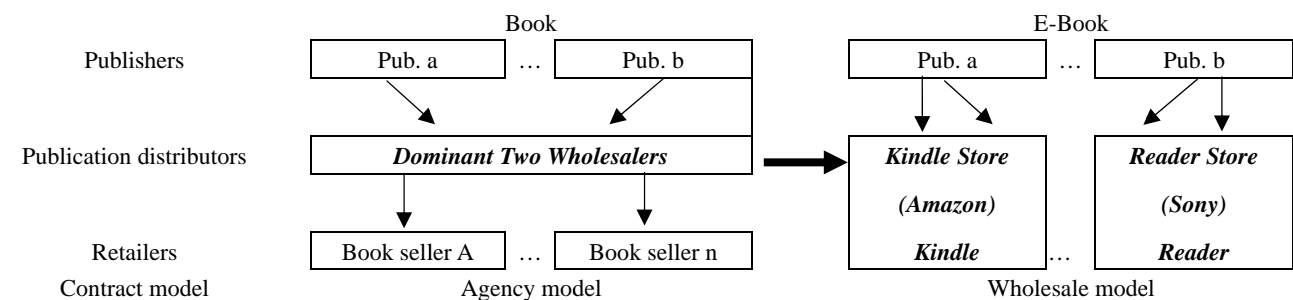 Book E-Book
Publishers Pub. a … Pub. b Pub. a … Pub. b
Publication distributors Dominant Two Wholesalers Kindle Store Reader Store
(Amazon) (Sony)
Retailers Book seller A … Book seller n Kindle … Reader
Contract model Agency model Wholesale model